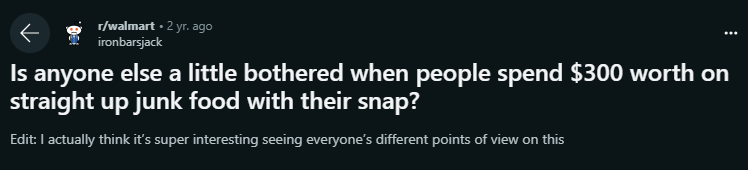 r/walmart • 2 yr. ago
ironbarsjack
Is anyone else a little bothered when people spend $300 worth on
straight up junk food with their snap?
Edit: I actually think it's super interesting seeing everyone's different points of view on this